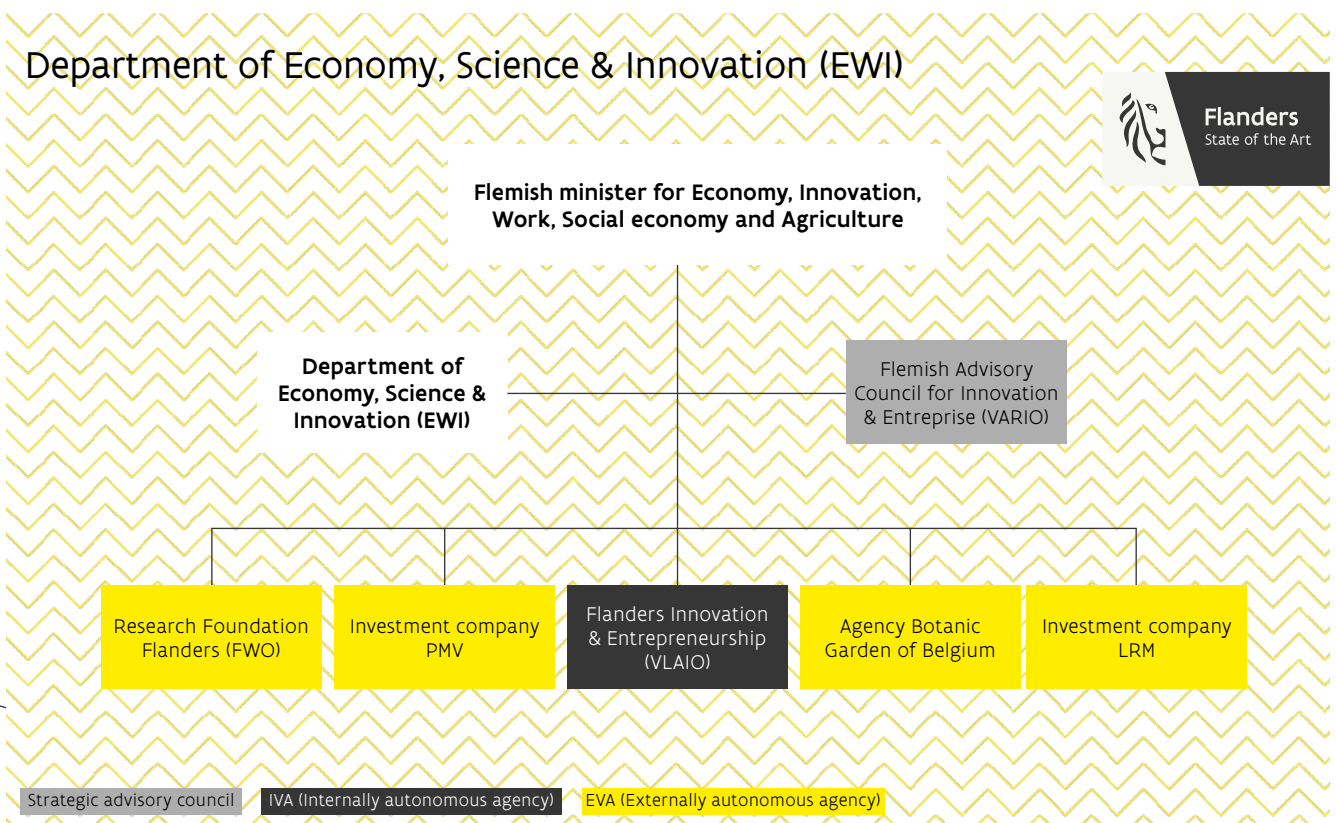 Department of Economy, Science & Innovation (EWI)
Flanders
State of the Art
Flemish minister for Economy, Innovation,
Work, Social economy and Agriculture
Department of
Economy, Science &
Innovation (EWI)
Flemish Advisory
Council for Innovation
& Entreprise (VARIO)
Research Foundation
Flanders (FWO)
Investment company
PMV
Flanders Innovation
& Entrepreneurship
(VLAIO)
Agency Botanic
Garden of Belgium
Investment company
LRM
Strategic advisory council
IVA (Internally autonomous agency)
EVA (Externally autonomous agency)